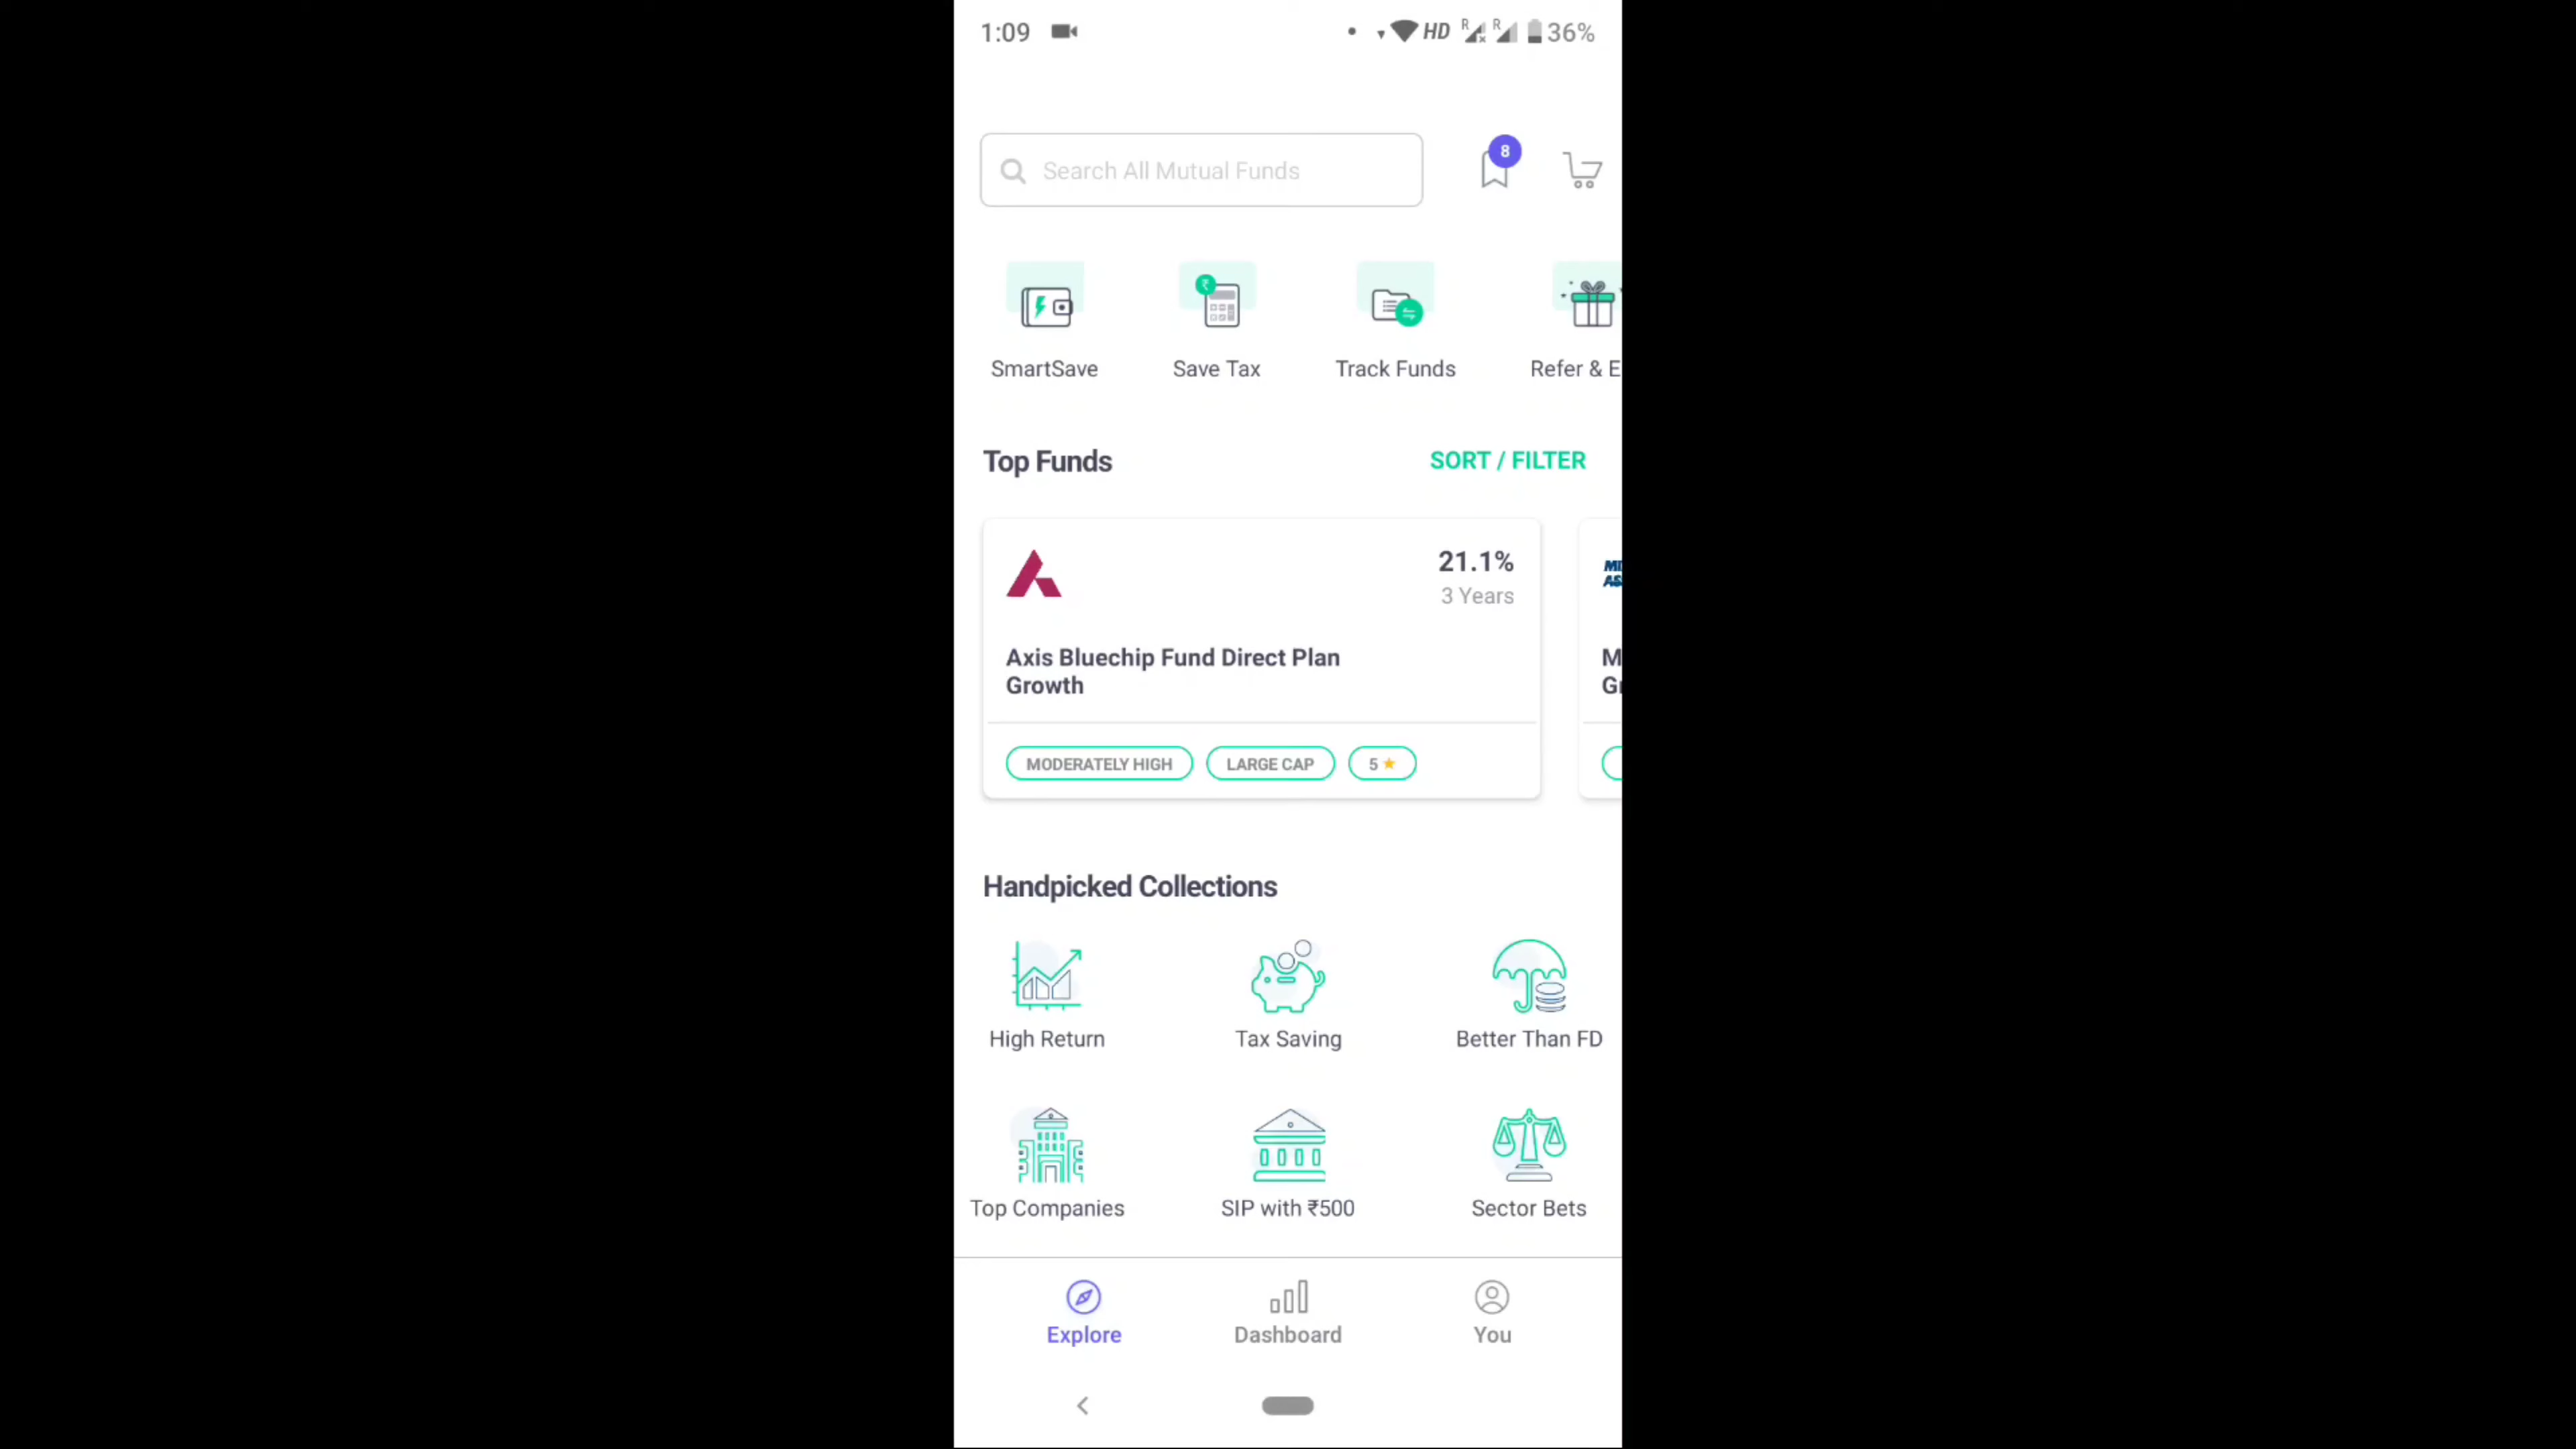 1:09 HD R R 36%
Search All Mutual Funds
8
SmartSave Save Tax Track Funds Refer & E
Top Funds SORT / FILTER
21.1%
3 Years
Axis Bluechip Fund Direct Plan
Growth
MODERATELY HIGH LARGE CAP 5
Handpicked Collections
High Return Tax Saving Better Than FD
Top Companies SIP with ₹500 Sector Bets
Explore Dashboard You